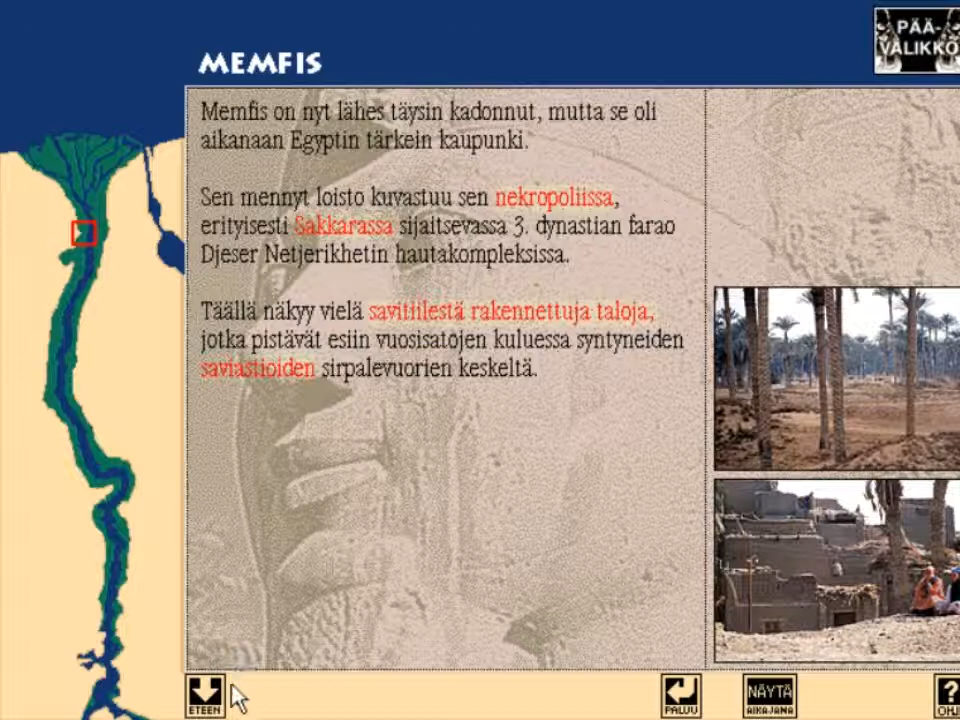 PÄÄ-
VALIKKO
MEMFIS
Memfis on nyt lähes täysin kadonnut, mutta se oli
aikanaan Egyptin tärkein kaupunki.
Sen mennyt loisto kuvastuu sen nekropoliissa,
erityisesti Sakkarassa sijaitsevassa 3. dynastian farao
Djeser Netjerikhetin hautakompleksissa.
Täällä näkyy vielä savitiilestä rakennettuja taloja,
jotka pistävät esiin vuosisatojen kuluessa syntyneiden
saviastioiden sirpalevuorien keskeltä.
ETEEN
PALUU
NÄYTÄ
AIKAJANA
?
OHJ